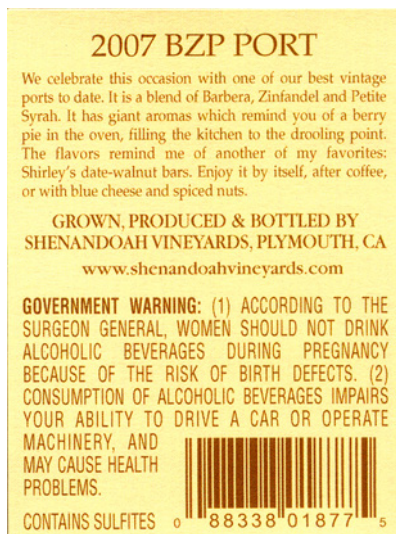 2007 BZP PORT
We celebrate this occasion with one of our best vintage
ports to date. It is a blend of Barbera, Zinfandel and Petite
Syrah. It has giant aromas which remind you of a berry
pie in the oven, filling the kitchen to the drooling point.
The flavors remind me of another of my favorites:
Shirley's date-walnut bars. Enjoy it by itself, after coffee,
or with blue cheese and spiced nuts.
GROWN, PRODUCED & BOTTLED BY
SHENANDOAH VINEYARDS, PLYMOUTH, CA
www.shenandoahvineyards.com
GOVERNMENT WARNING: (1) ACCORDING TO THE
SURGEON GENERAL, WOMEN SHOULD NOT DRINK
ALCOHOLIC BEVERAGES DURING PREGNANCY
BECAUSE OF THE RISK OF BIRTH DEFECTS. (2)
CONSUMPTION OF ALCOHOLIC BEVERAGES IMPAIRS
YOUR ABILITY TO DRIVE A CAR OR OPERATE
MACHINERY, AND
MAY CAUSE HEALTH
PROBLEMS.
CONTAINS SULFITES
0 88338 01877 5